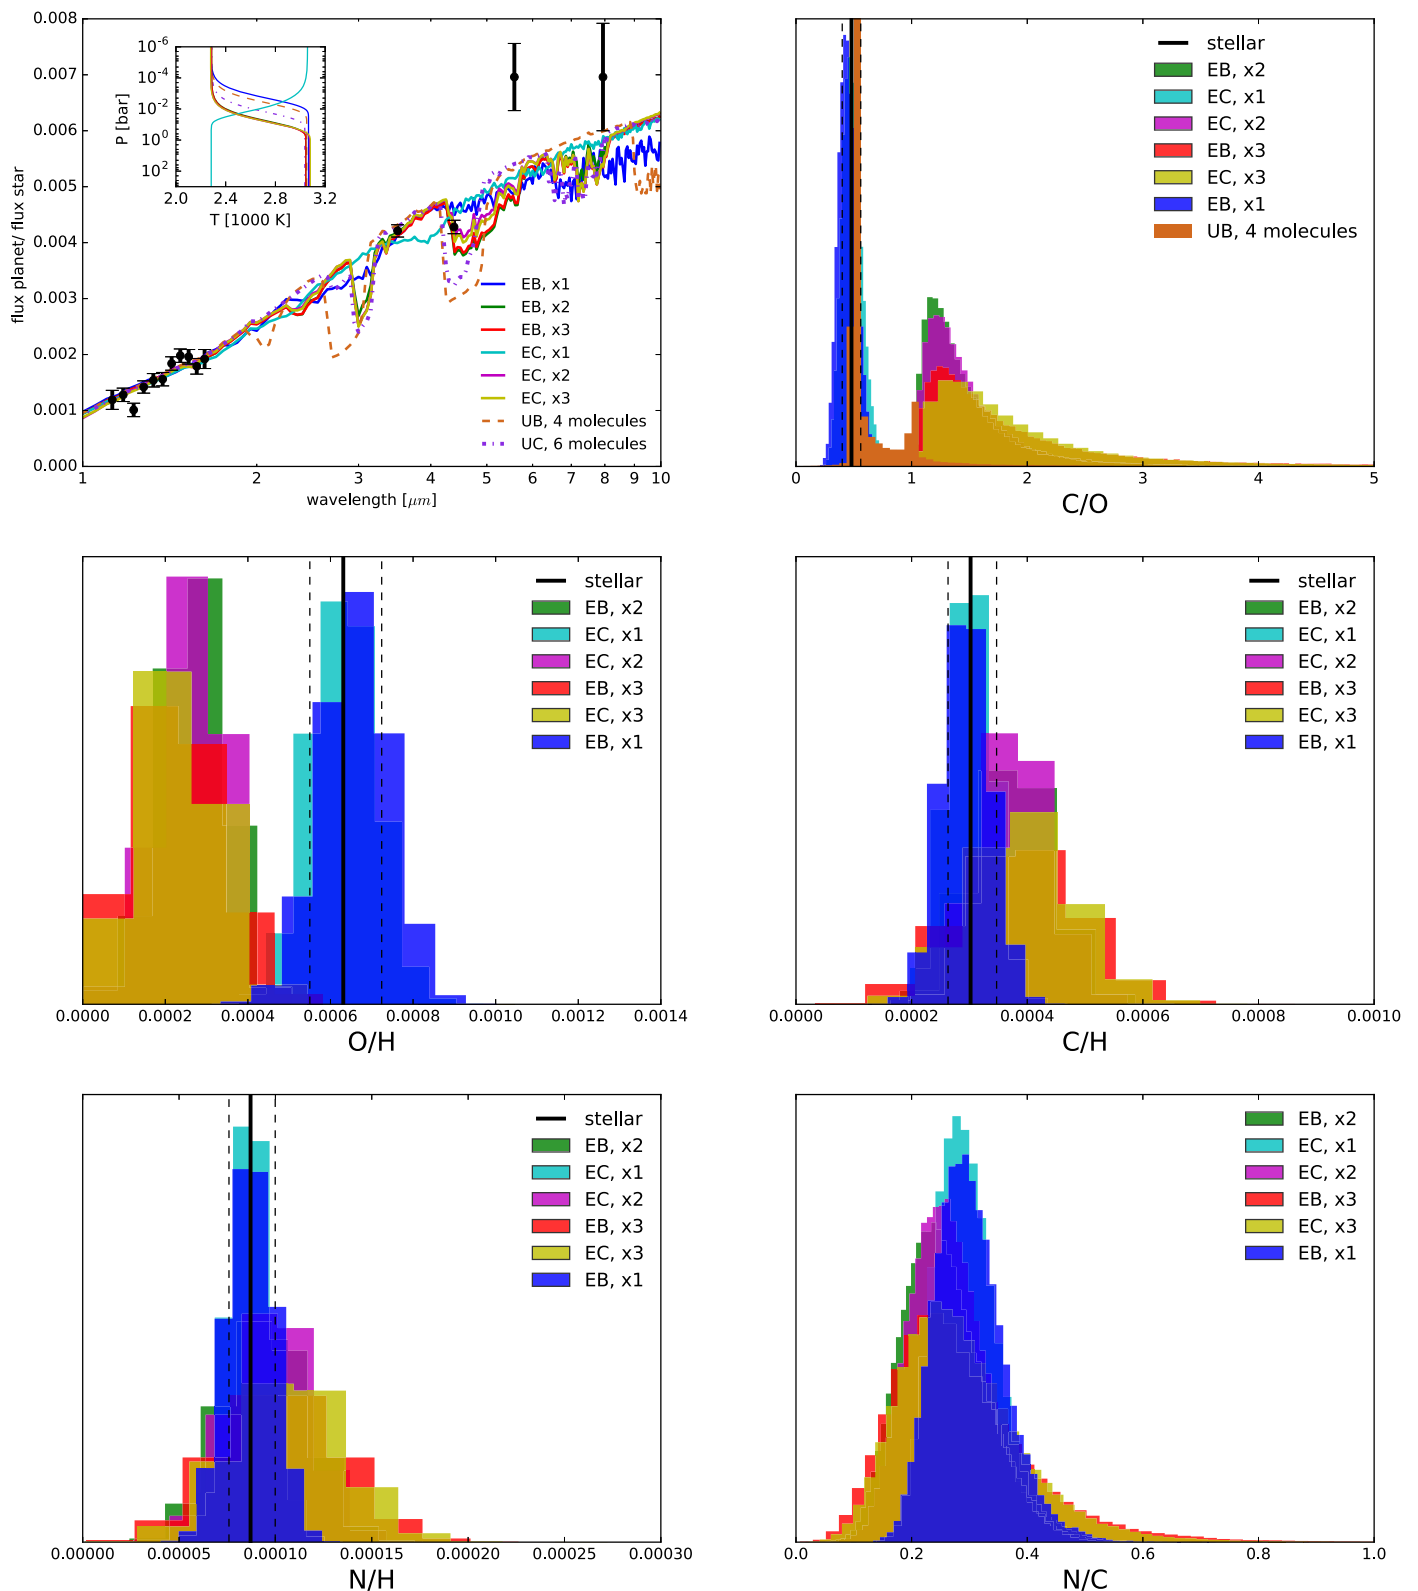 0.008
0.007
0.006
0.005
0.004
0.003
0.002
0.001
0.000
flux planet/ flux star
10⁻⁶
10⁻⁴
10⁻²
10⁰
10²
P [bar]
2.0 2.4 2.8 3.2
T [1000 K]
EB, x1
EB, x2
EB, x3
EC, x1
EC, x2
EC, x3
UB, 4 molecules
UC, 6 molecules
1 2 3 4 5 6 7 8 9 10
wavelength [μm]
stellar
EB, x2
EC, x1
EC, x2
EB, x3
EC, x3
EB, x1
UB, 4 molecules
0 1 2 3 4 5
C/O
stellar
EB, x2
EC, x1
EC, x2
EB, x3
EC, x3
EB, x1
0.0000 0.0002 0.0004 0.0006 0.0008 0.0010 0.0012 0.0014
O/H
stellar
EB, x2
EC, x1
EC, x2
EB, x3
EC, x3
EB, x1
0.0000 0.0002 0.0004 0.0006 0.0008 0.0010
C/H
stellar
EB, x2
EC, x1
EC, x2
EB, x3
EC, x3
EB, x1
0.00000 0.00005 0.00010 0.00015 0.00020 0.00025 0.00030
N/H
EB, x2
EC, x1
EC, x2
EB, x3
EC, x3
EB, x1
0.0 0.2 0.4 0.6 0.8 1.0
N/C